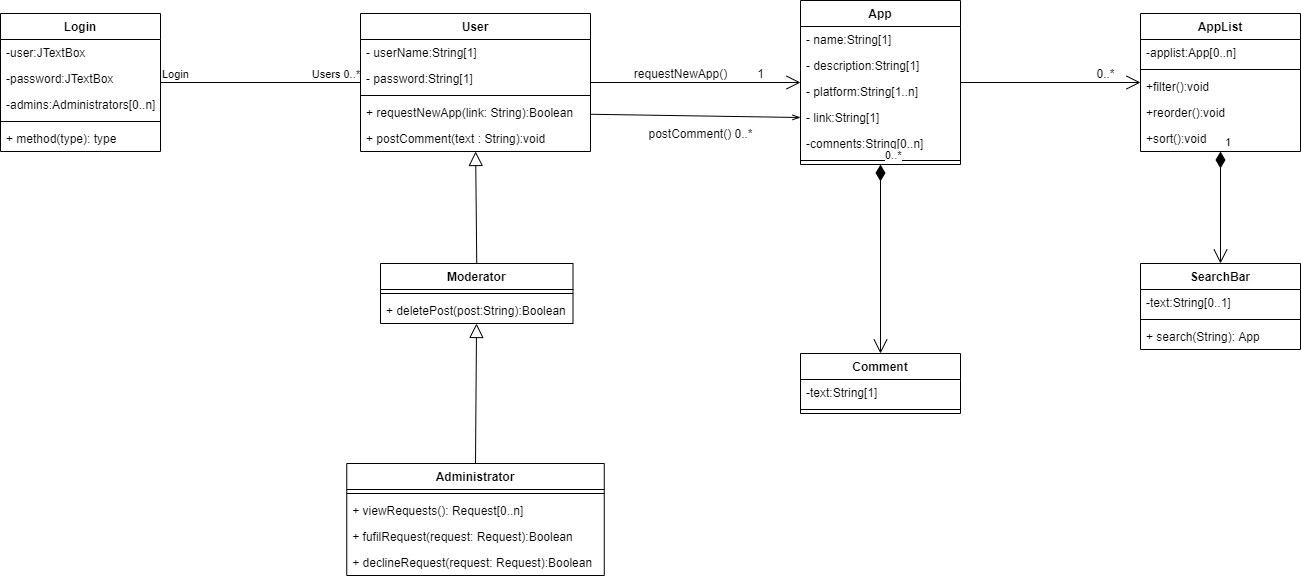 Login
-user:JTextBox
-password:JTextBox
-admins:Administrators[0..n]
+ method(type): type
Login
Users 0..*
User
- userName:String[1]
- password:String[1]
+ requestNewApp(link: String):Boolean
+ postComment(text : String):void
requestNewApp()
1
postComment() 0..*
App
- name:String[1]
- description:String[1]
- platform:String[1..n]
- link:String[1]
-comnents:String[0..n]
0..*
0..*
AppList
-applist:App[0..n]
+filter():void
+reorder():void
+sort():void
1
Moderator
+ deletePost(post:String):Boolean
SearchBar
-text:String[0..1]
+ search(String): App
Comment
-text:String[1]
Administrator
+ viewRequests(): Request[0..n]
+ fufilRequest(request: Request):Boolean
+ declineRequest(request: Request):Boolean